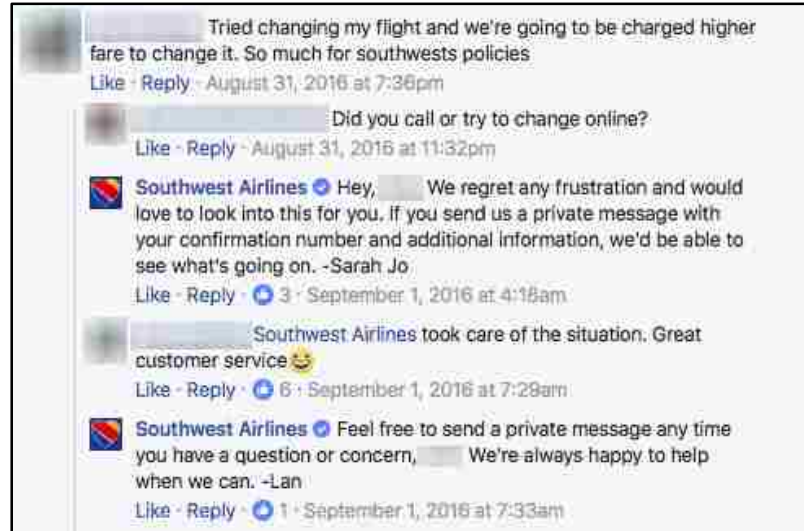 Tried changing my flight and we're going to be charged higher
fare to change it. So much for southwests policies
Like · Reply · August 31, 2016 at 7:36pm
Did you call or try to change online?
Like · Reply · August 31, 2016 at 11:32pm
Southwest Airlines Hey, We regret any frustration and would
love to look into this for you. If you send us a private message with
your confirmation number and additional information, we'd be able to
see what's going on. -Sarah Jo
Like · Reply · 3 · September 1, 2016 at 4:16am
Southwest Airlines took care of the situation. Great
customer service
Like · Reply · 6 · September 1, 2016 at 7:29am
Southwest Airlines Feel free to send a private message any time
you have a question or concern, We're always happy to help
when we can. -Lan
Like · Reply · 1 · September 1, 2016 at 7:33am